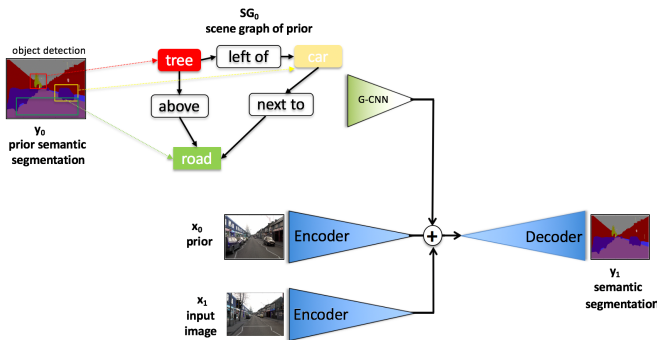 SG0
scene graph of prior
object detection
tree
left of
car
above
next to
road
G-CNN
y0
prior semantic
segmentation
x0
prior
Encoder
Decoder
+
y1
semantic
segmentation
x1
input
image
Encoder